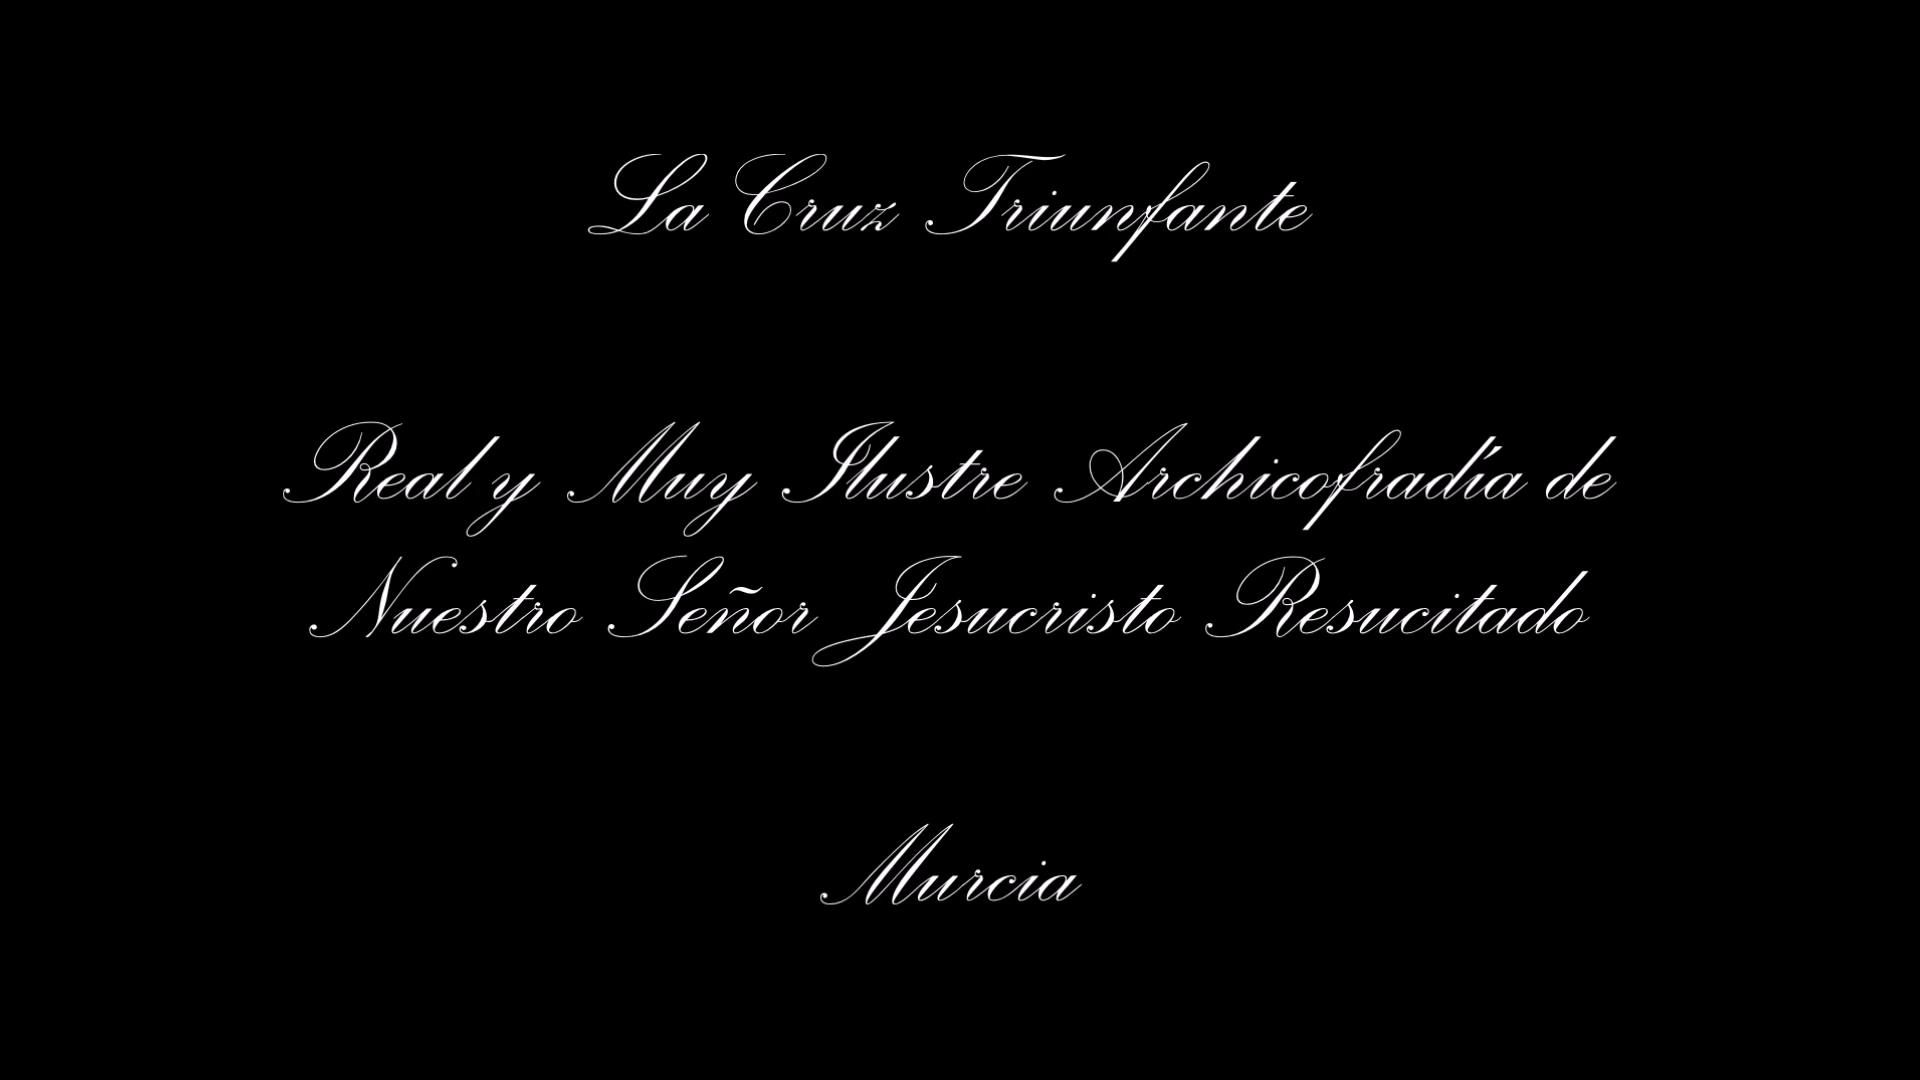 La Cruz Triunfante
Real y Muy Ilustre Archicofradía de
Nuestro Señor Jesucristo Resucitado
Murcia